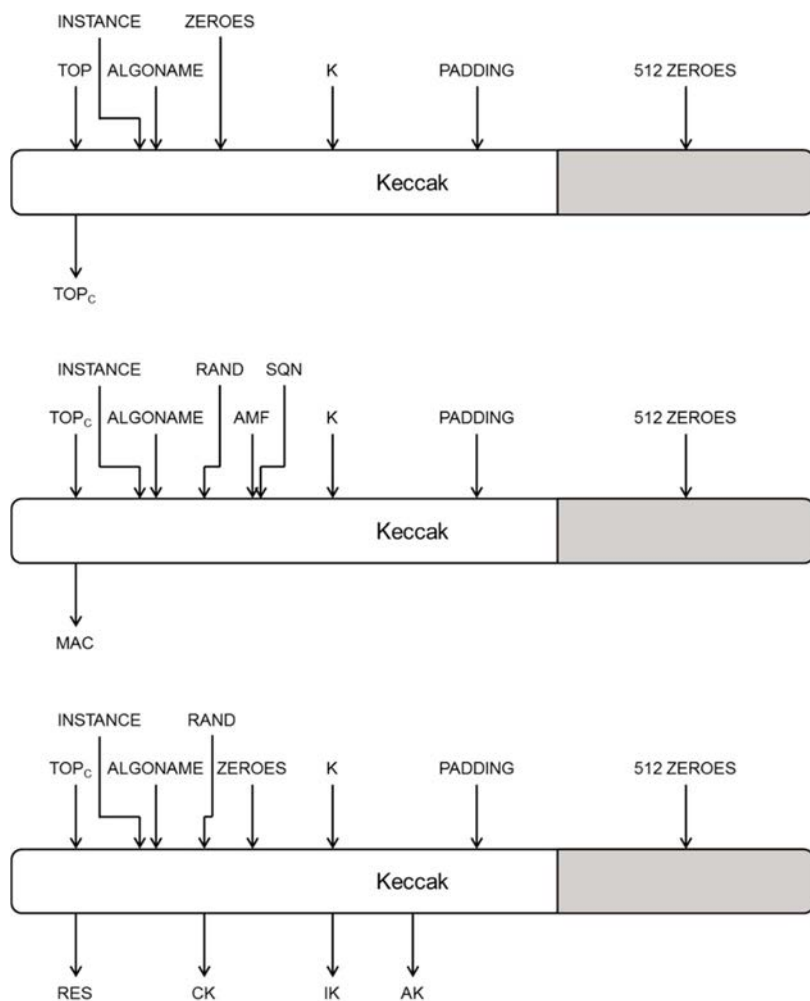 INSTANCE ZEROES
TOP ALGONAME K PADDING 512 ZEROES
Keccak
TOPC
INSTANCE RAND SQN
TOPC ALGONAME AMF K PADDING 512 ZEROES
Keccak
MAC
INSTANCE RAND
TOPC ALGONAME ZEROES K PADDING 512 ZEROES
Keccak
RES CK IK AK